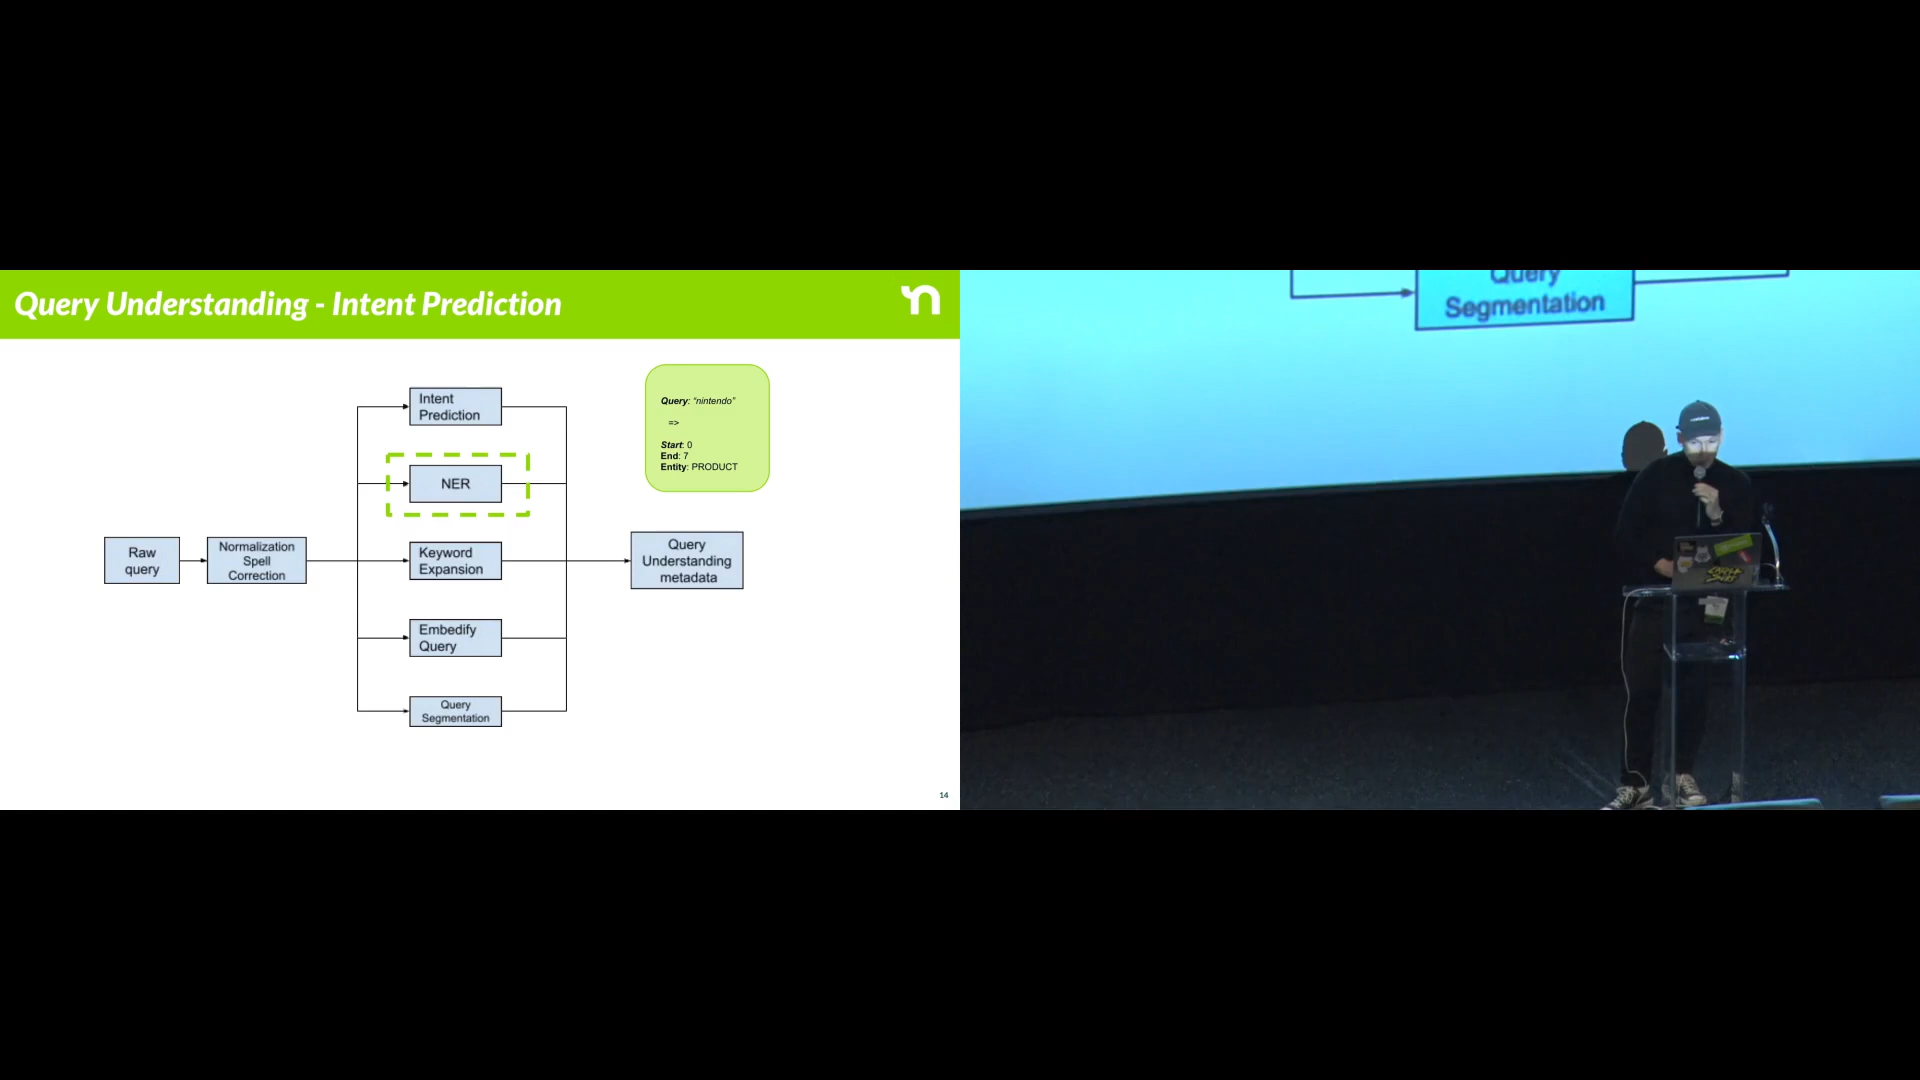 Query Understanding - Intent Prediction
Intent
Prediction
NER
Keyword
Expansion
Embedify
Query
Query
Segmentation
Raw
query
Normalization
Spell
Correction
Query
Understanding
metadata
Query: “nintendo”
=>
Start: 0
End: 7
Entity: PRODUCT
14
Query
Segmentation